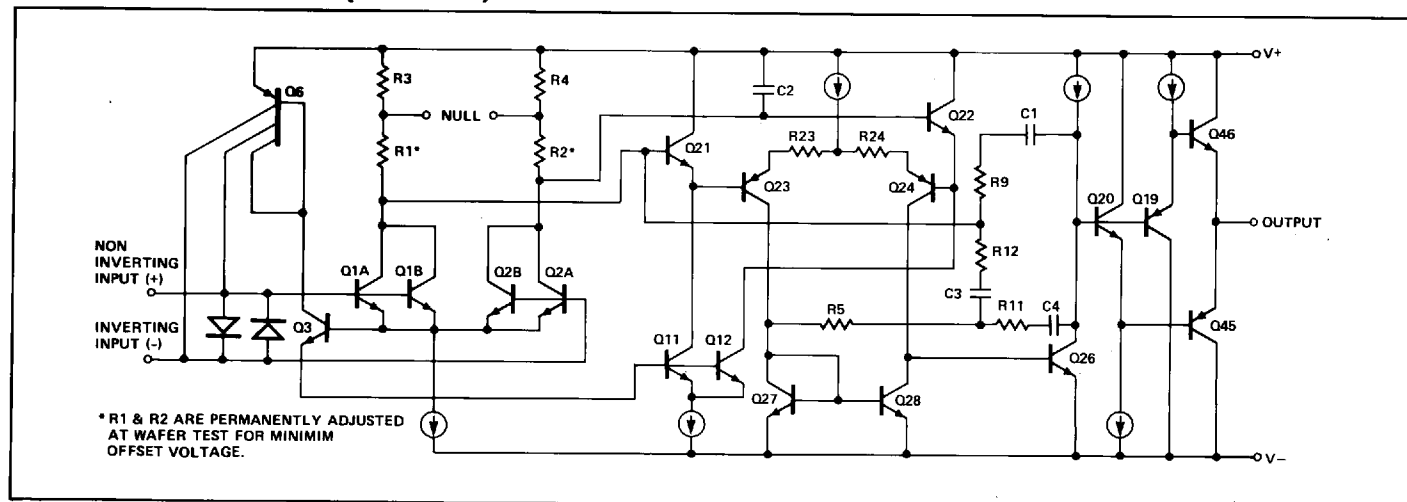 V+
Q6
R3
R4
NULL
C2
Q22
C1
Q46
R1*
R2*
Q21
R23
R24
Q23
Q24
R9
Q20
Q19
OUTPUT
NON
INVERTING
INPUT (+)
Q1A
Q1B
Q2B
Q2A
R12
C3
INVERTING
INPUT (-)
Q3
R5
R11
C4
Q45
Q11
Q12
Q26
Q27
Q28
* R1 & R2 ARE PERMANENTLY ADJUSTED
AT WAFER TEST FOR MINIMIM
OFFSET VOLTAGE.
V−